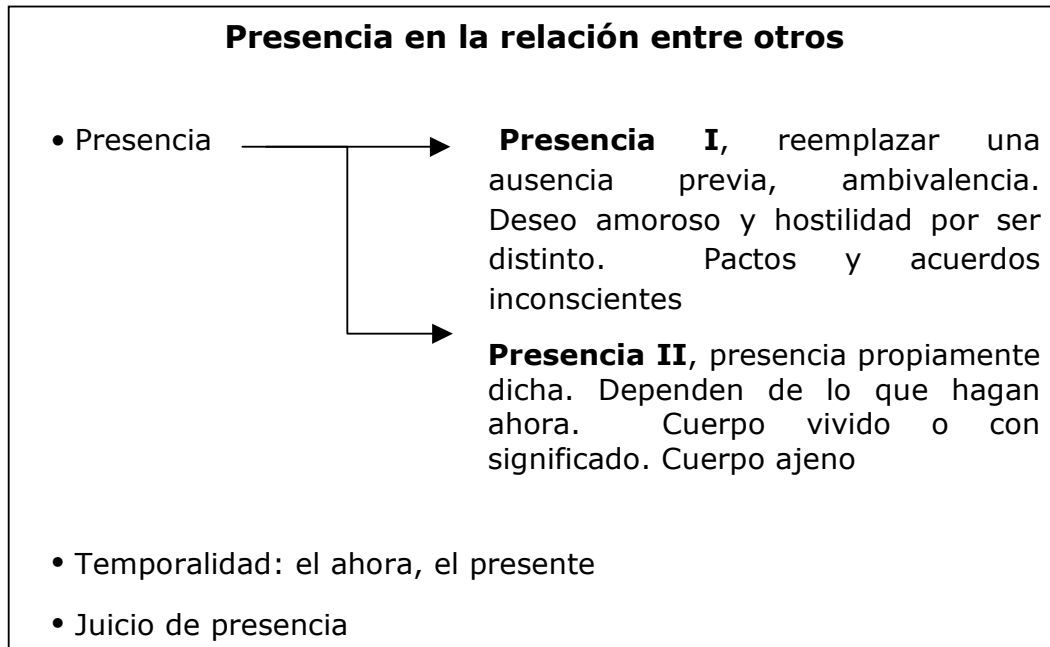 Presencia en la relación entre otros
• Presencia
Presencia I, reemplazar una
ausencia previa, ambivalencia.
Deseo amoroso y hostilidad por ser
distinto. Pactos y acuerdos
inconscientes
Presencia II, presencia propiamente
dicha. Dependen de lo que hagan
ahora. Cuerpo vivido o con
significado. Cuerpo ajeno
• Temporalidad: el ahora, el presente
• Juicio de presencia